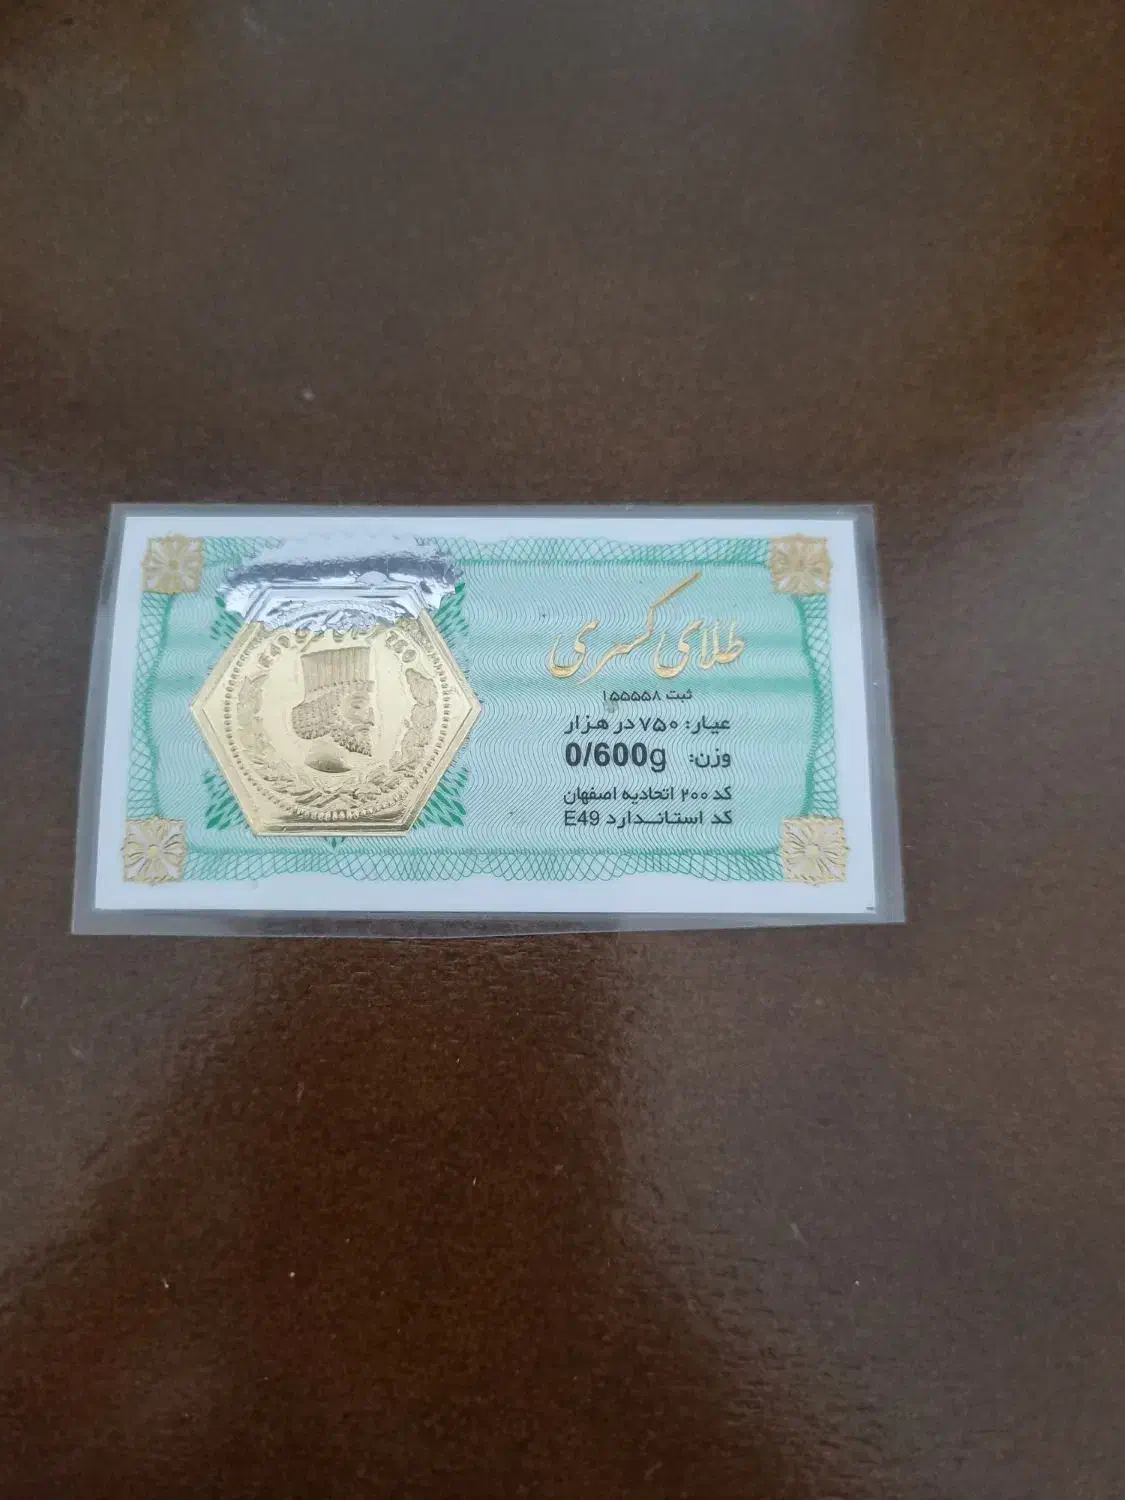 طلای کسری
ثبت ۱۵۵۵۵۸
عیار: ۷۵۰ در هزار
وزن: 0/600g
کد ۲۰۰ اتحادیه اصفهان
کد استاندارد E49